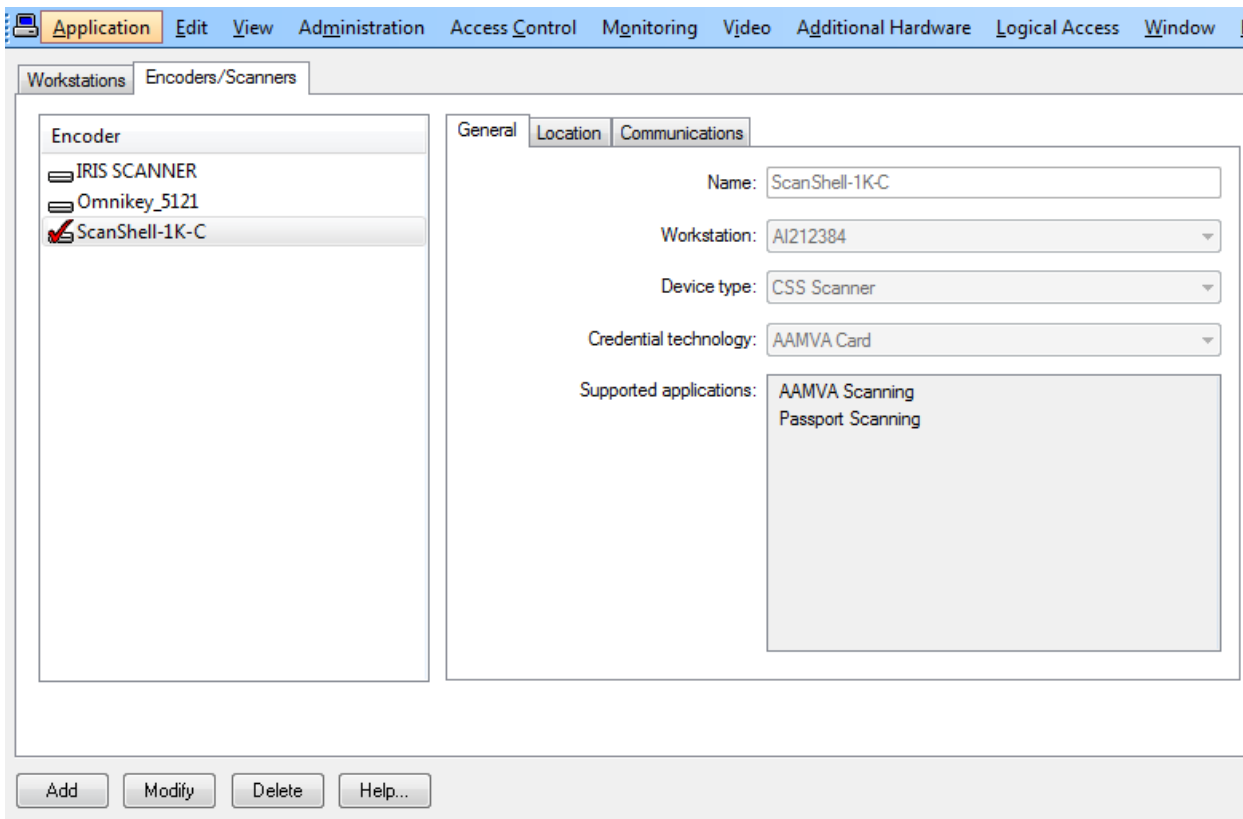 Application Edit View Administration Access Control Monitoring Video Additional Hardware Logical Access Window
Workstations Encoders/Scanners
Encoder
IRIS SCANNER
Omnikey_5121
ScanShell-1K-C
General Location Communications
Name: ScanShell-1K-C
Workstation: AI212384
Device type: CSS Scanner
Credential technology: AAMVA Card
Supported applications: AAMVA Scanning
Passport Scanning
Add Modify Delete Help...